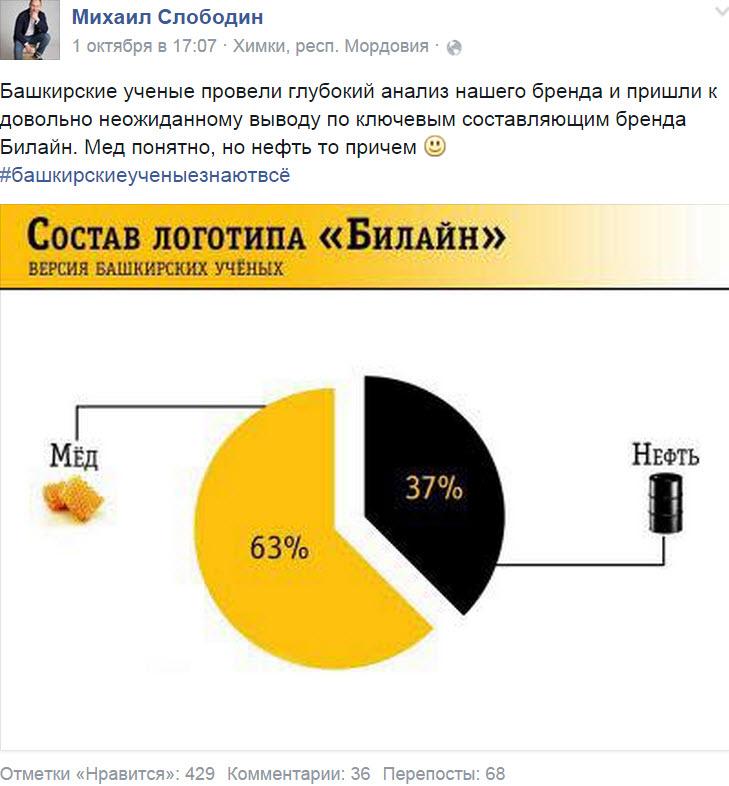 Михаил Слободин
1 октября в 17:07 · Химки, респ. Мордовия ·
Башкирские ученые провели глубокий анализ нашего бренда и пришли к
довольно неожиданному выводу по ключевым составляющим бренда
Билайн. Мед понятно, но нефть то причем
#башкирскиеученыезнаютвсё
Состав логотипа «Билайн»
версия башкирских учёных
Мёд
Нефть
37%
63%
Отметки «Нравится»: 429 Комментарии: 36 Перепосты: 68